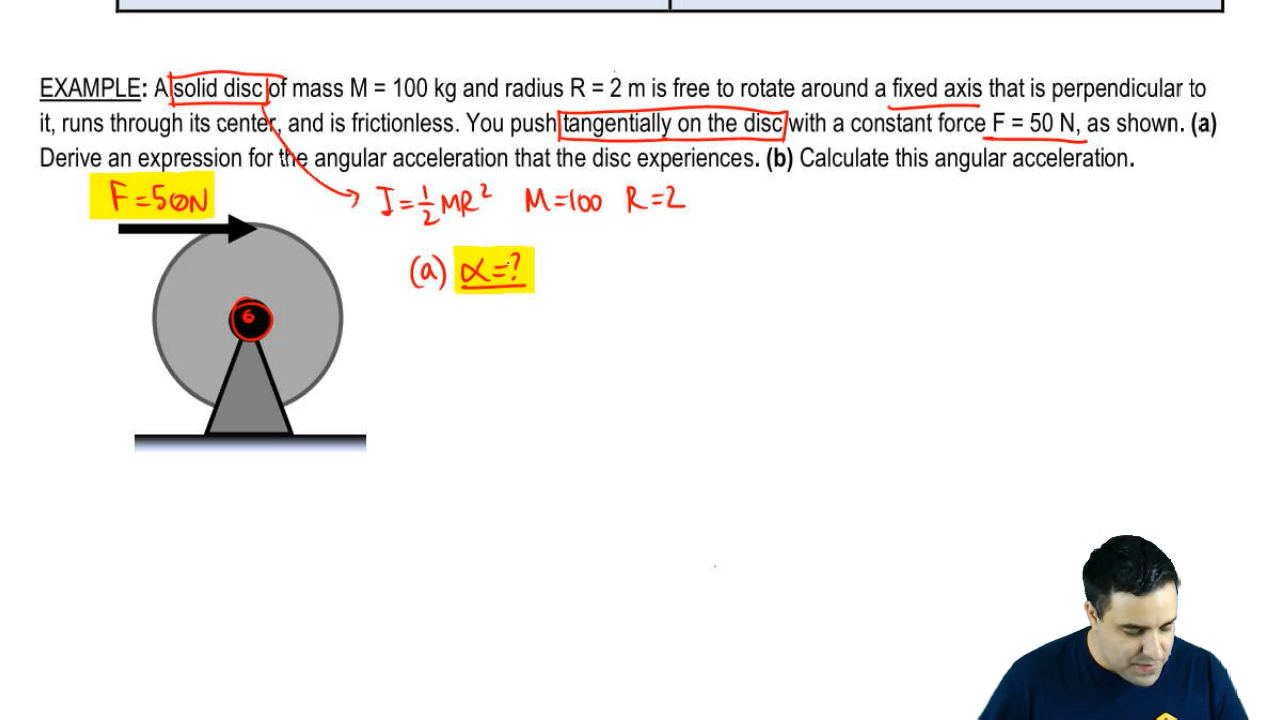 EXAMPLE: A solid disc of mass M = 100 kg and radius R = 2 m is free to rotate around a fixed axis that is perpendicular to
it, runs through its center, and is frictionless. You push tangentially on the disc with a constant force F = 50 N, as shown. (a)
Derive an expression for the angular acceleration that the disc experiences. (b) Calculate this angular acceleration.
F=50N
I=½MR² M=100 R=2
(a) α=?